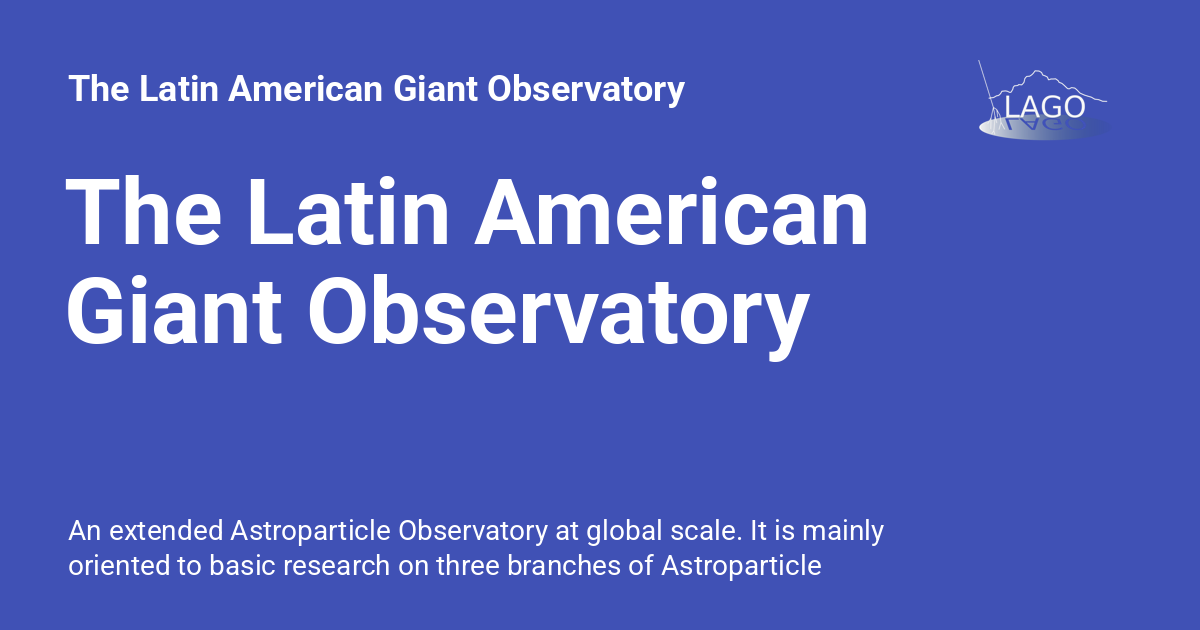 The Latin American Giant Observatory
LAGO
LAGO
The Latin American
Giant Observatory
An extended Astroparticle Observatory at global scale. It is mainly
oriented to basic research on three branches of Astroparticle